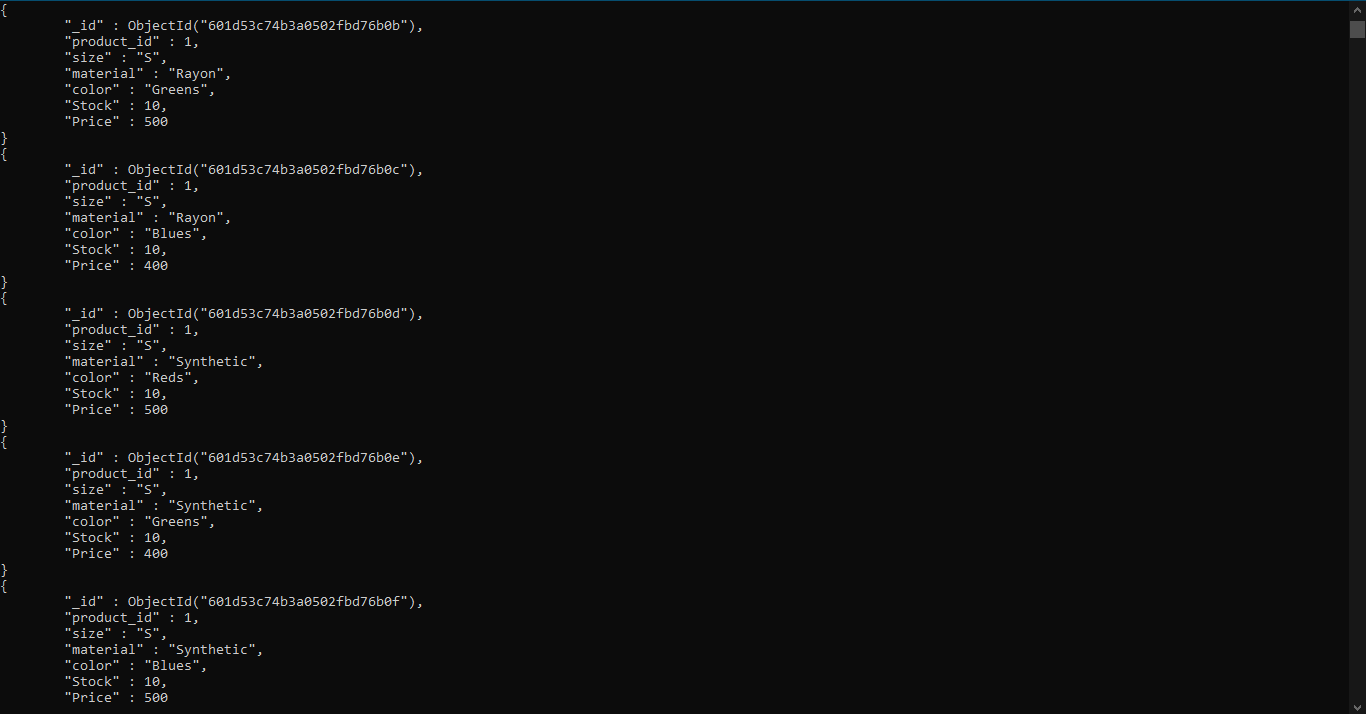 {
"_id" : ObjectId("601d53c74b3a0502fbd76b0b"),
"product_id" : 1,
"size" : "S",
"material" : "Rayon",
"color" : "Greens",
"Stock" : 10,
"Price" : 500
}
{
"_id" : ObjectId("601d53c74b3a0502fbd76b0c"),
"product_id" : 1,
"size" : "S",
"material" : "Rayon",
"color" : "Blues",
"Stock" : 10,
"Price" : 400
}
{
"_id" : ObjectId("601d53c74b3a0502fbd76b0d"),
"product_id" : 1,
"size" : "S",
"material" : "Synthetic",
"color" : "Reds",
"Stock" : 10,
"Price" : 500
}
{
"_id" : ObjectId("601d53c74b3a0502fbd76b0e"),
"product_id" : 1,
"size" : "S",
"material" : "Synthetic",
"color" : "Greens",
"Stock" : 10,
"Price" : 400
}
{
"_id" : ObjectId("601d53c74b3a0502fbd76b0f"),
"product_id" : 1,
"size" : "S",
"material" : "Synthetic",
"color" : "Blues",
"Stock" : 10,
"Price" : 500